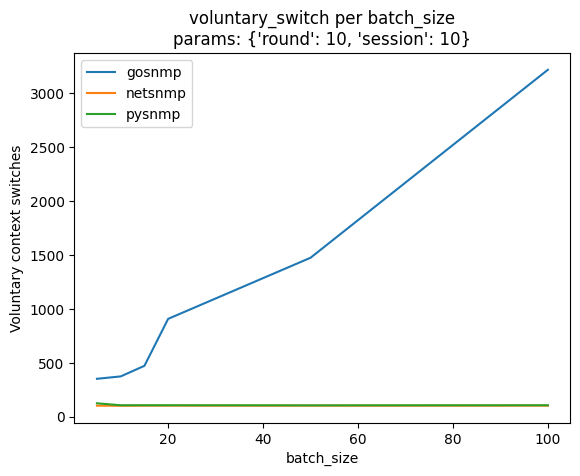 voluntary_switch per batch_size
params: {'round': 10, 'session': 10}
gosnmp
netsnmp
pysnmp
Voluntary context switches
3000
2500
2000
1500
1000
500
0
20
40
60
80
100
batch_size